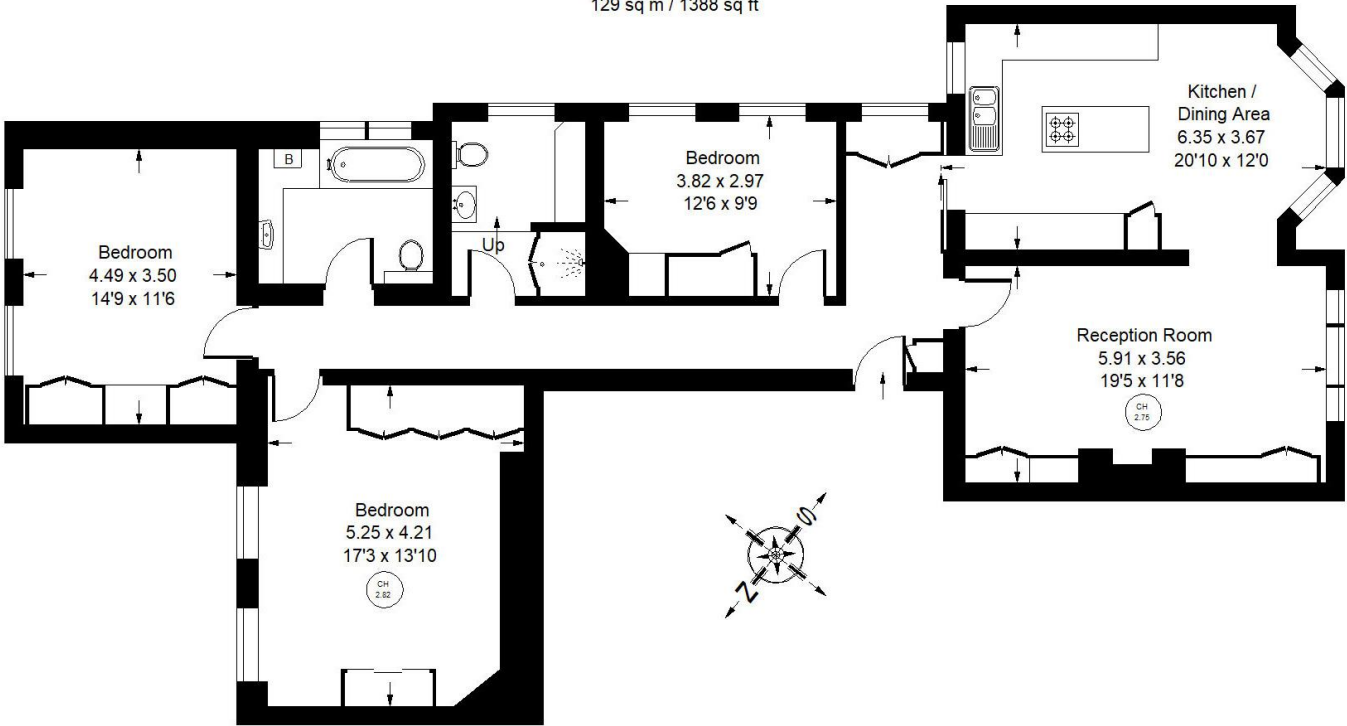 129 sq m / 1388 sq ft
Kitchen /
Dining Area
6.35 x 3.67
20'10 x 12'0
B
Bedroom
3.82 x 2.97
12'6 x 9'9
Up
Bedroom
4.49 x 3.50
14'9 x 11'6
Reception Room
5.91 x 3.56
19'5 x 11'8
CH
2.75
Bedroom
5.25 x 4.21
17'3 x 13'10
CH
2.82
S
N